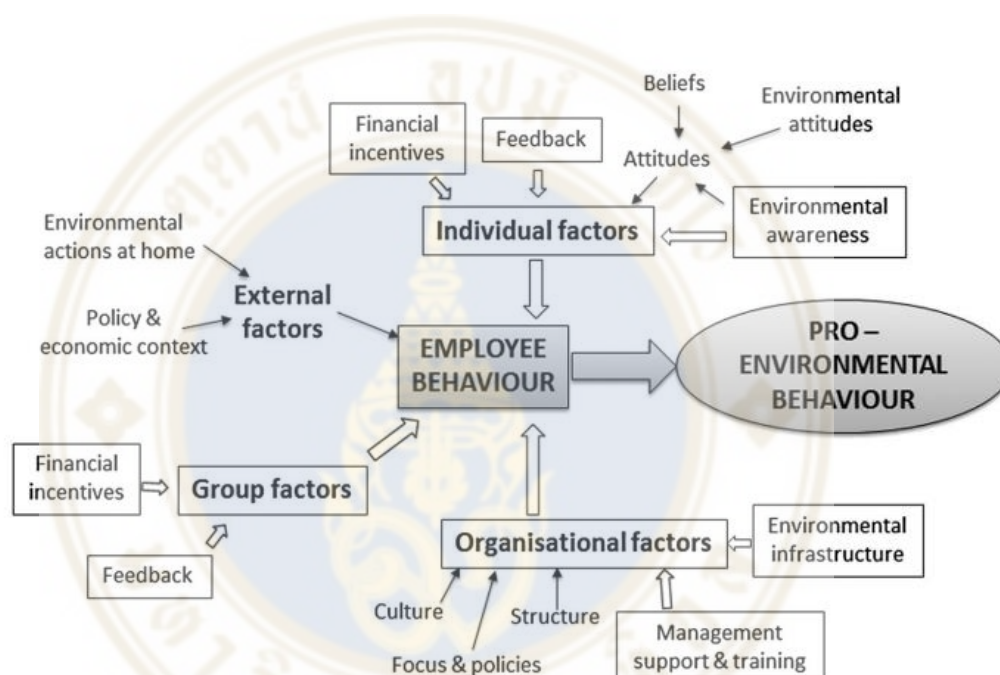 Beliefs
Environmental
attitudes
Financial
incentives
Feedback
Attitudes
Environmental
awareness
Individual factors
Environmental
actions at home
External
factors
Policy &
economic context
EMPLOYEE
BEHAVIOUR
PRO –
ENVIRONMENTAL
BEHAVIOUR
Financial
incentives
Group factors
Feedback
Organisational factors
Environmental
infrastructure
Culture
Structure
Focus & policies
Management
support & training